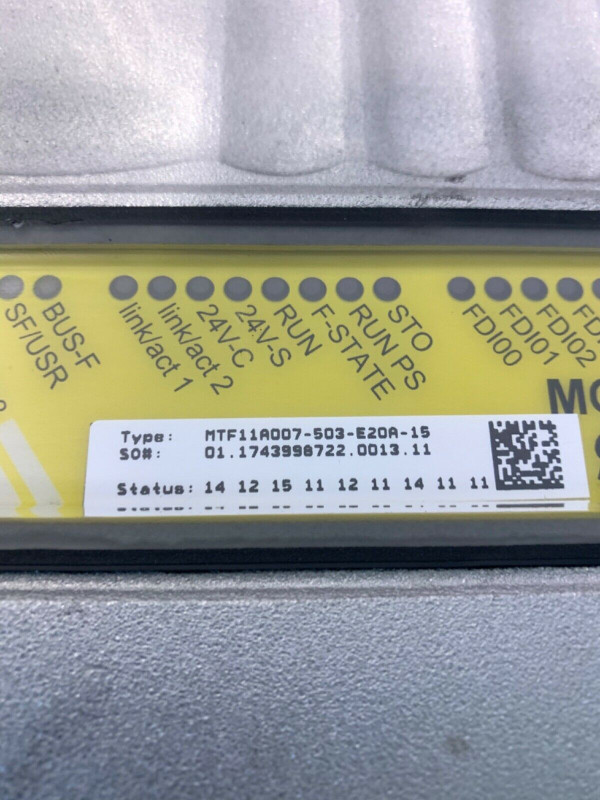 SF/USR
BUS-F
link/act 1
link/act 2
24V-C
24V-S
RUN
F-STATE
RUN PS
STO
FDI00
FDI01
FDI02
Type: MTF11A007-503-E20A-15
SO#: 01.1743998722.0013.11
Status: 14 12 15 11 12 11 14 11 11